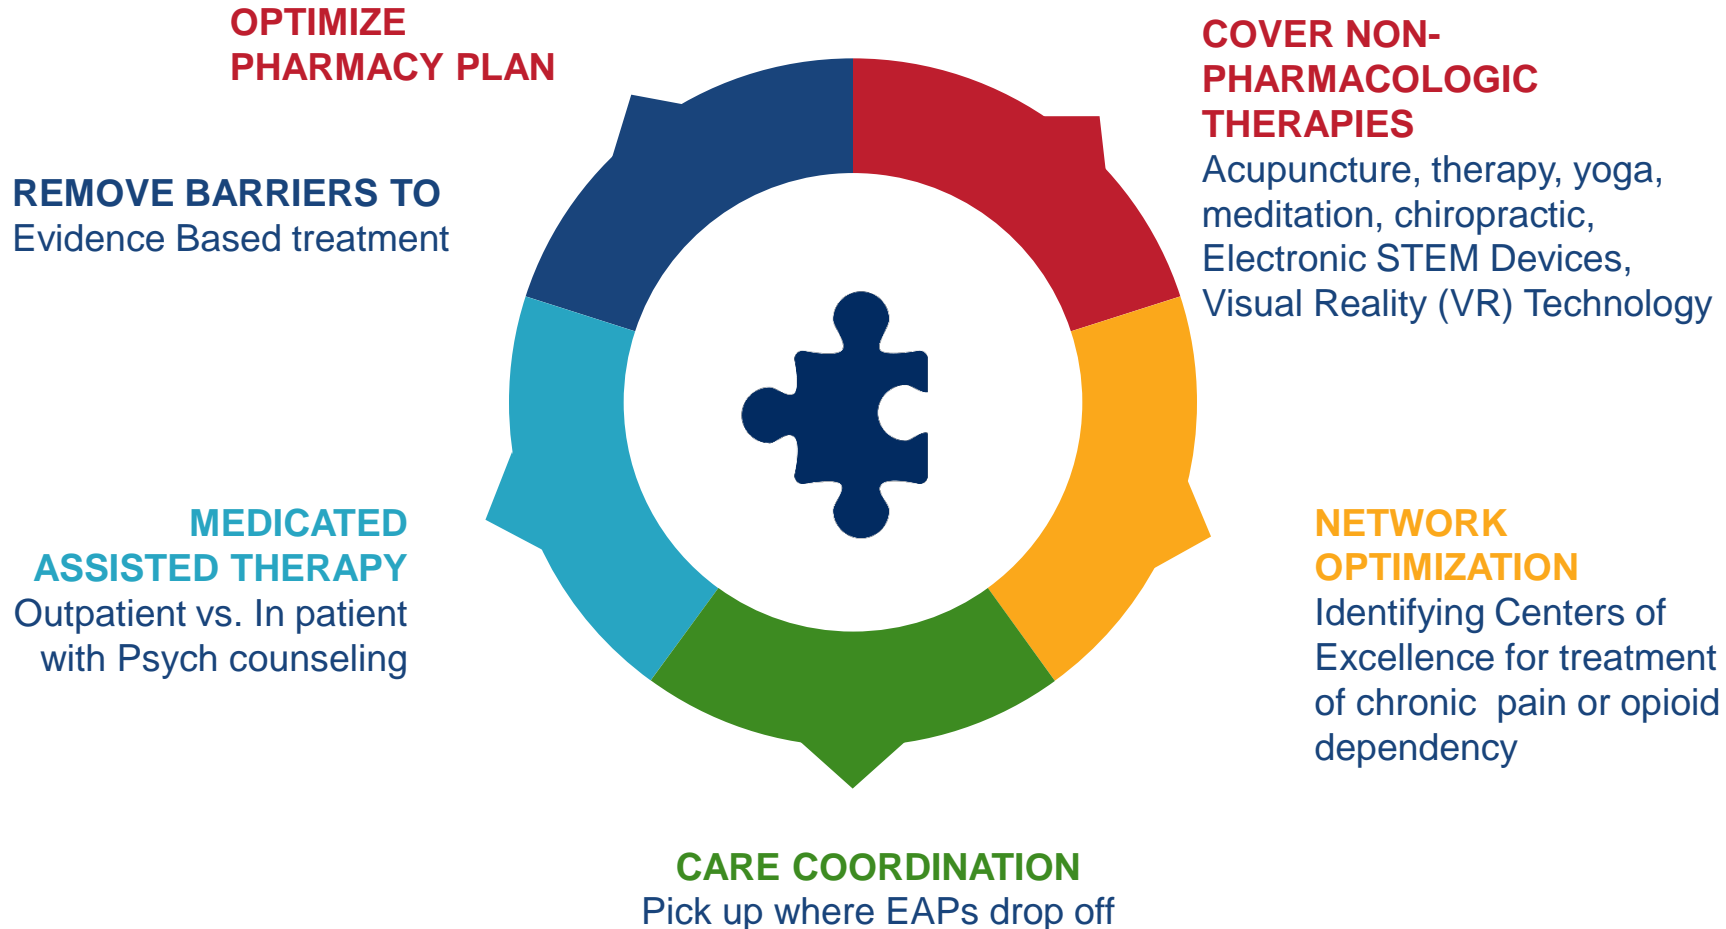 OPTIMIZE
PHARMACY PLAN
COVER NON-
PHARMACOLOGIC
THERAPIES
Acupuncture, therapy, yoga,
meditation, chiropractic,
Electronic STEM Devices,
Visual Reality (VR) Technology
REMOVE BARRIERS TO
Evidence Based treatment
MEDICATED
ASSISTED THERAPY
Outpatient vs. In patient
with Psych counseling
NETWORK
OPTIMIZATION
Identifying Centers of
Excellence for treatment
of chronic  pain or opioid
dependency
CARE COORDINATION
Pick up where EAPs drop off